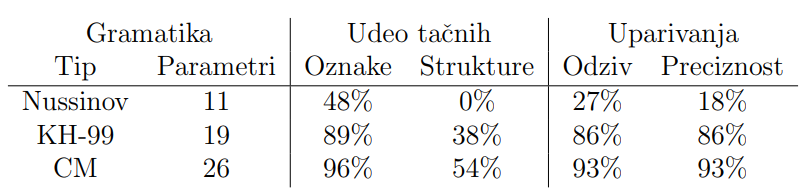 Gramatika Udeo tačnih Uparivanja
Tip Parametri Oznake Strukture Odziv Preciznost
Nussinov 11 48% 0% 27% 18%
KH-99 19 89% 38% 86% 86%
CM 26 96% 54% 93% 93%